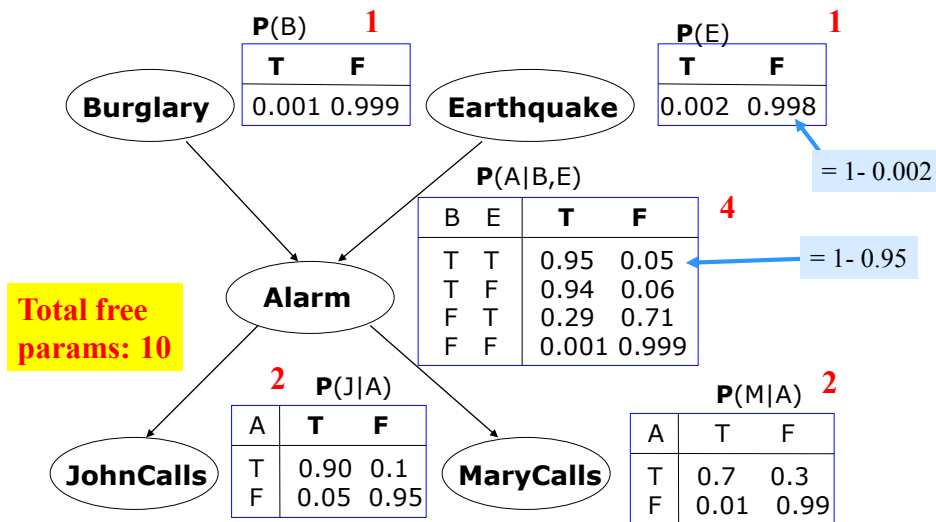 P(B) 1
T F
0.001 0.999
P(E) 1
T F
0.002 0.998
Burglary
Earthquake
= 1- 0.002
P(A|B,E) 4
B E T F
T T 0.95 0.05
T F 0.94 0.06
F T 0.29 0.71
F F 0.001 0.999
= 1- 0.95
Alarm
Total free
params: 10
2 P(J|A)
A T F
T 0.90 0.1
F 0.05 0.95
P(M|A) 2
A T F
T 0.7 0.3
F 0.01 0.99
JohnCalls
MaryCalls